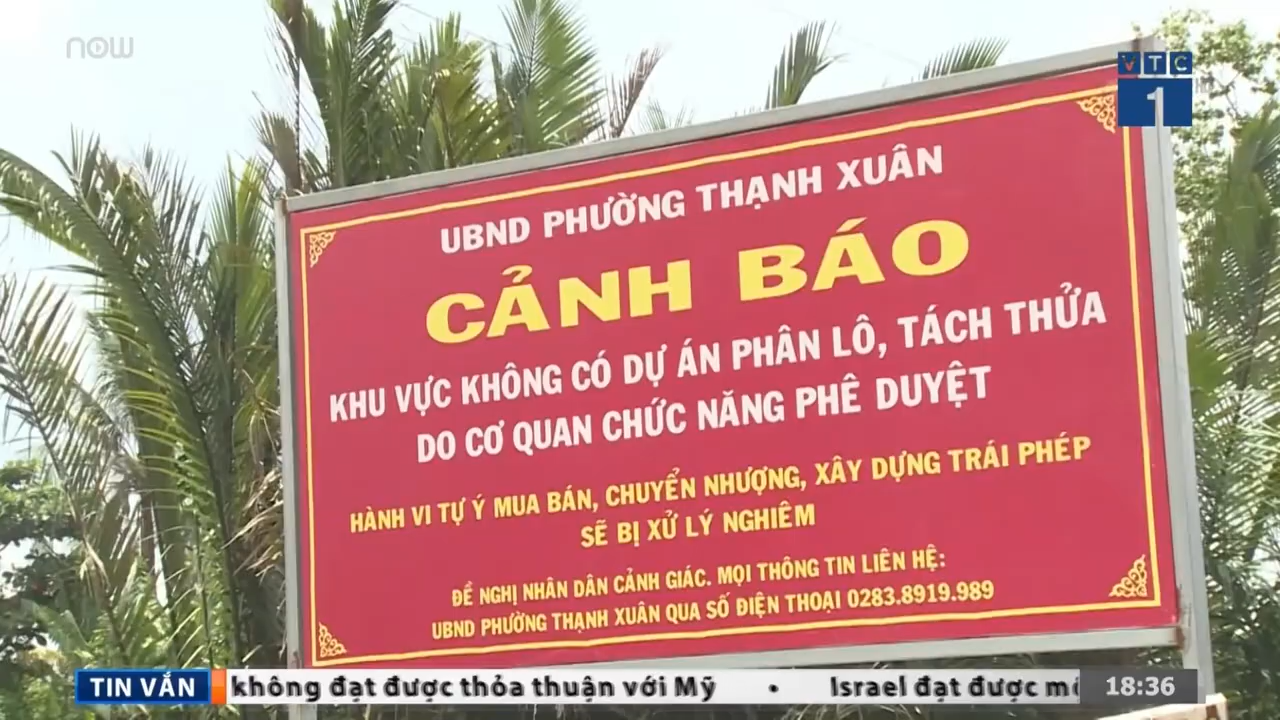 now
VTC
1
UBND PHƯỜNG THẠNH XUÂN
CẢNH BÁO
KHU VỰC KHÔNG CÓ DỰ ÁN PHÂN LÔ, TÁCH THỬA
DO CƠ QUAN CHỨC NĂNG PHÊ DUYỆT
HÀNH VI TỰ Ý MUA BÁN, CHUYỂN NHƯỢNG, XÂY DỰNG TRÁI PHÉP
SẼ BỊ XỬ LÝ NGHIÊM
ĐỀ NGHỊ NHÂN DÂN CẢNH GIÁC. MỌI THÔNG TIN LIÊN HỆ:
UBND PHƯỜNG THẠNH XUÂN QUA SỐ ĐIỆN THOẠI 0283.8919.989
TIN VẮN không đạt được thỏa thuận với Mỹ • Israel đạt được 18:36